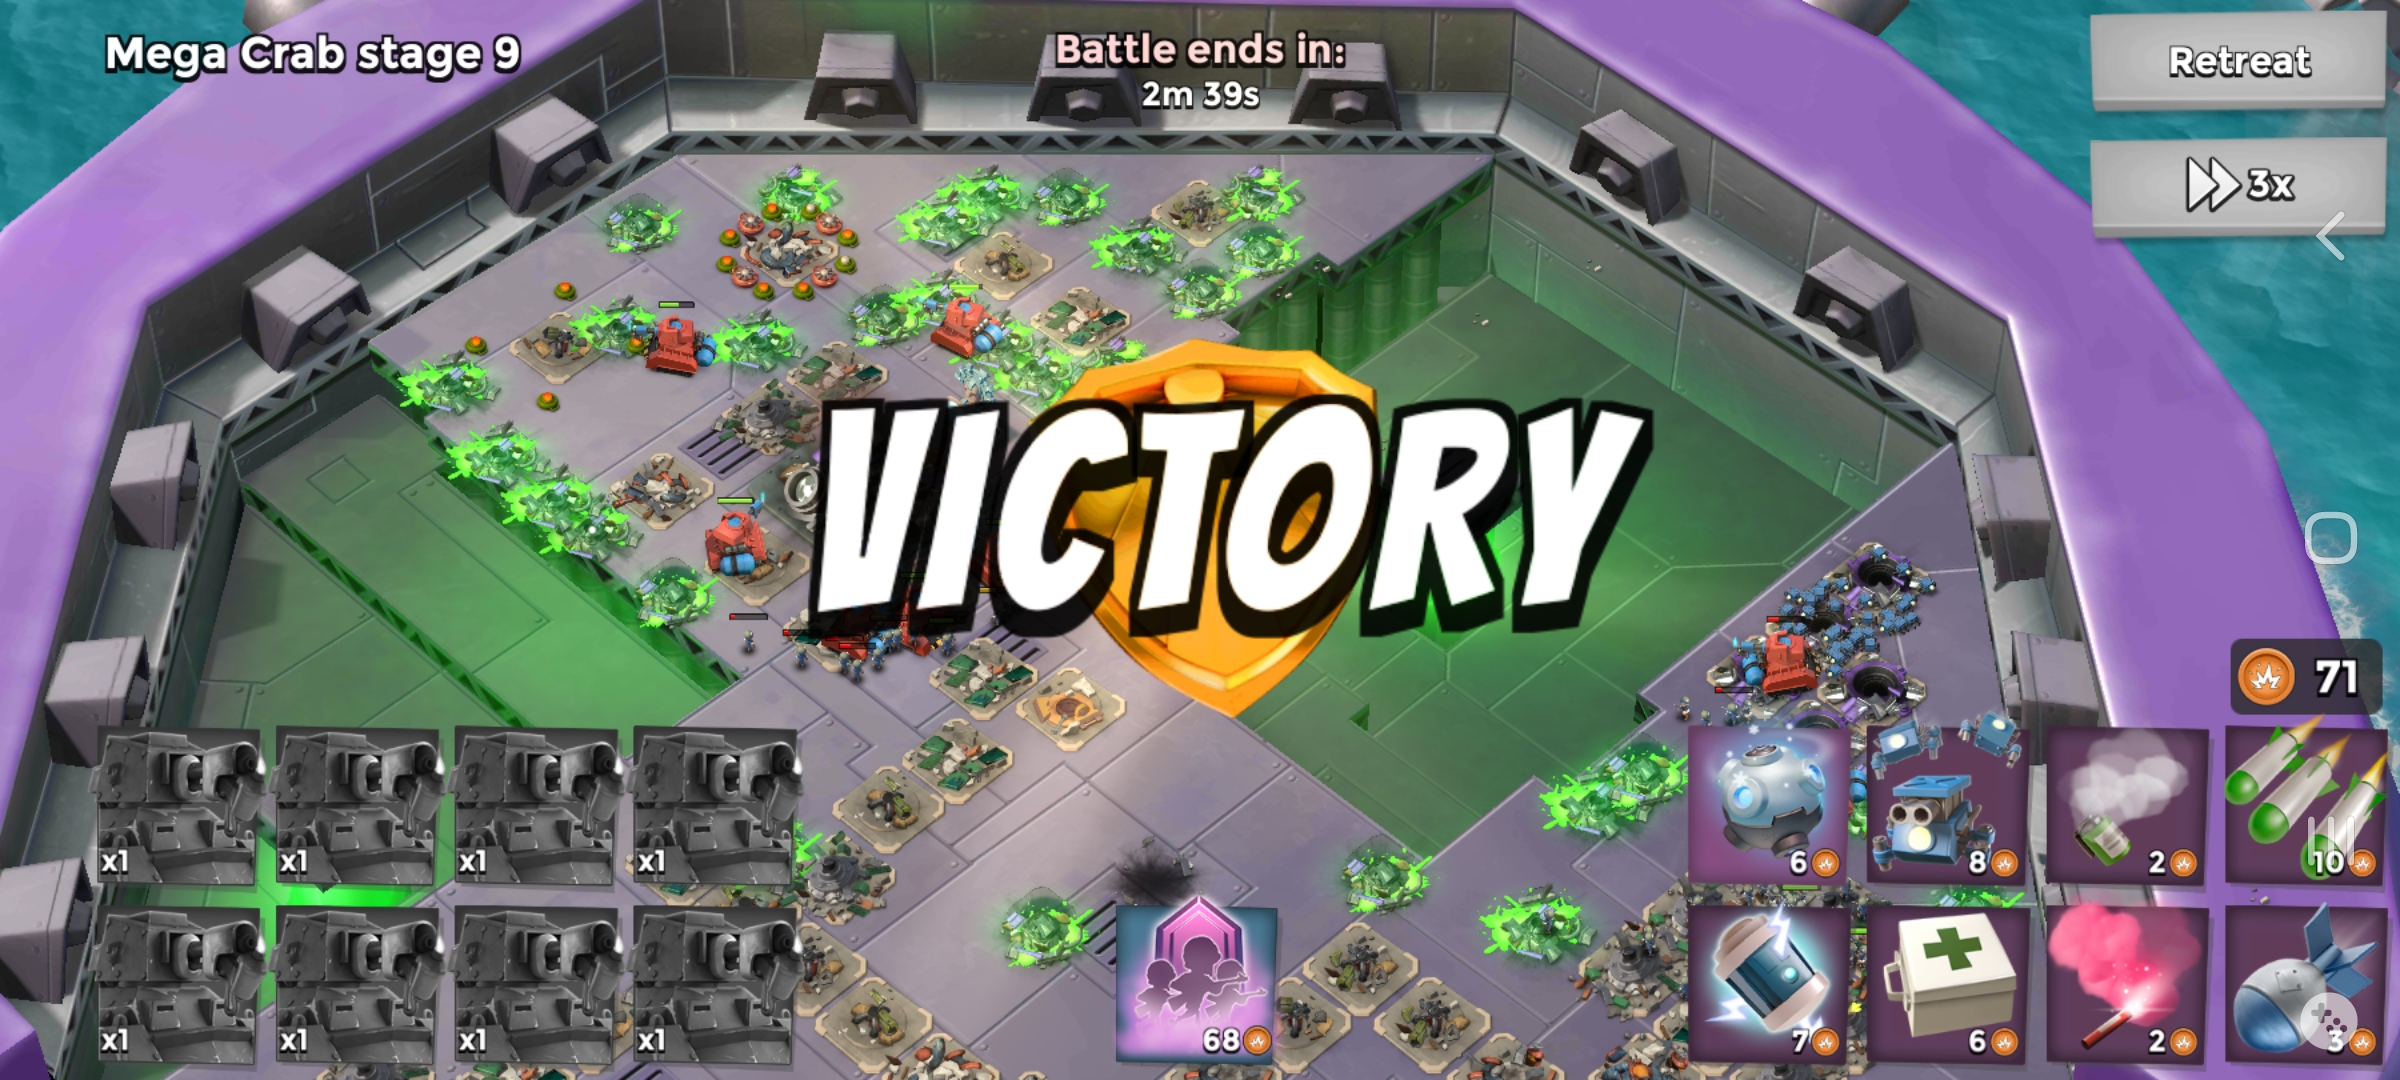 Mega Crab stage 9
Battle ends in:
2m 39s
Retreat
3x
VICTORY
71
x1
x1
x1
x1
6
8
2
10
x1
x1
x1
x1
68
7
6
2
3